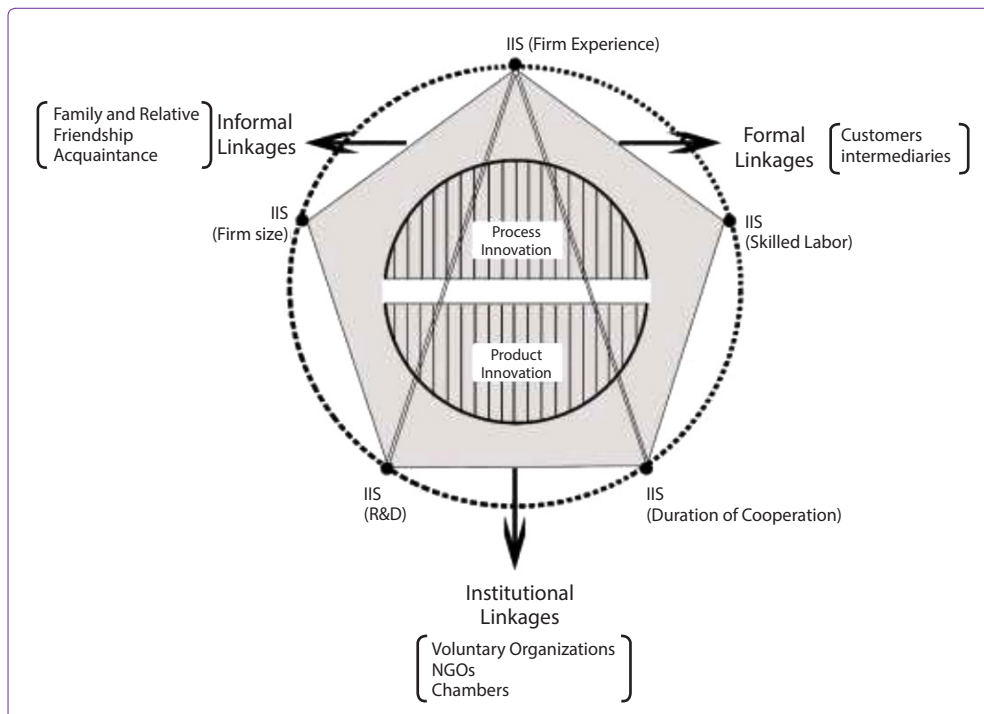 IIS (Firm Experience)
Family and Relative
Friendship
Acquaintance
Informal
Linkages
Formal
Linkages
Customers
intermediaries
IIS
(Firm size)
IIS
(Skilled Labor)
Process
Innovation
Product
Innovation
IIS
(R&D)
IIS
(Duration of Cooperation)
Institutional
Linkages
Voluntary Organizations
NGOs
Chambers